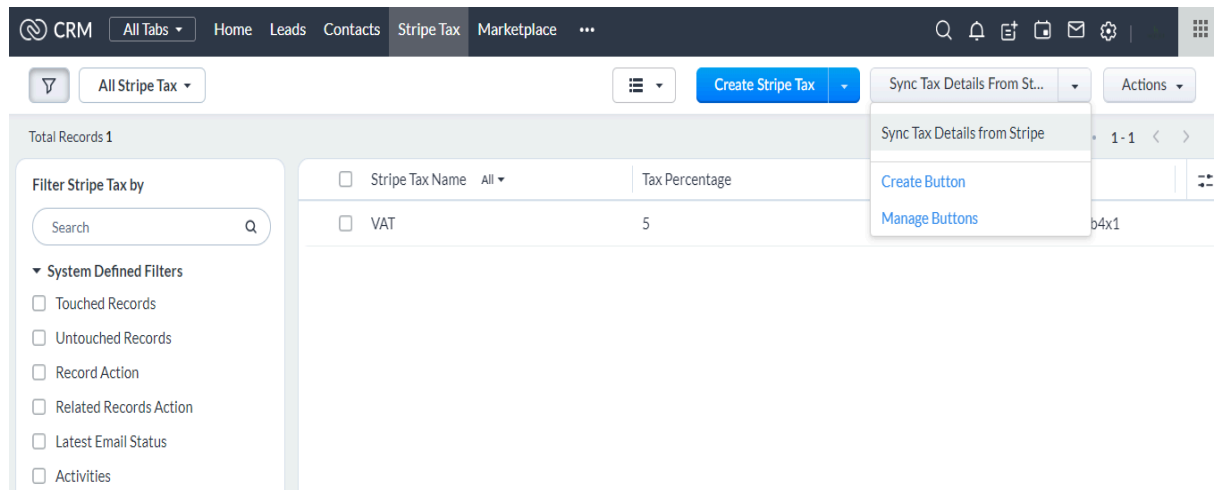 CRM All Tabs Home Leads Contacts Stripe Tax Marketplace •••
All Stripe Tax Create Stripe Tax Sync Tax Details From St... Actions
Total Records 1 1 - 1
Sync Tax Details from Stripe
Create Button
Manage Buttons
Filter Stripe Tax by
Search
System Defined Filters
Touched Records
Untouched Records
Record Action
Related Records Action
Latest Email Status
Activities
Stripe Tax Name All Tax Percentage
VAT 5 b4x1